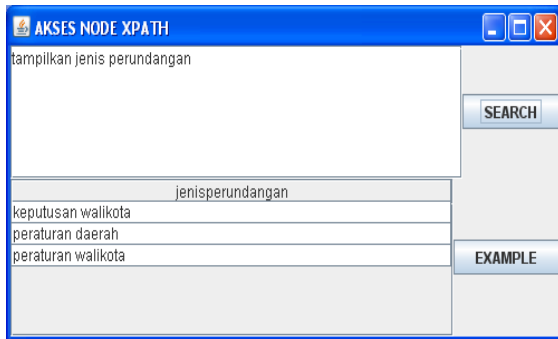 AKSES NODE XPATH
tampilkan jenis perundangan
SEARCH
jenisperundangan
keputusan walikota
peraturan daerah
peraturan walikota
EXAMPLE